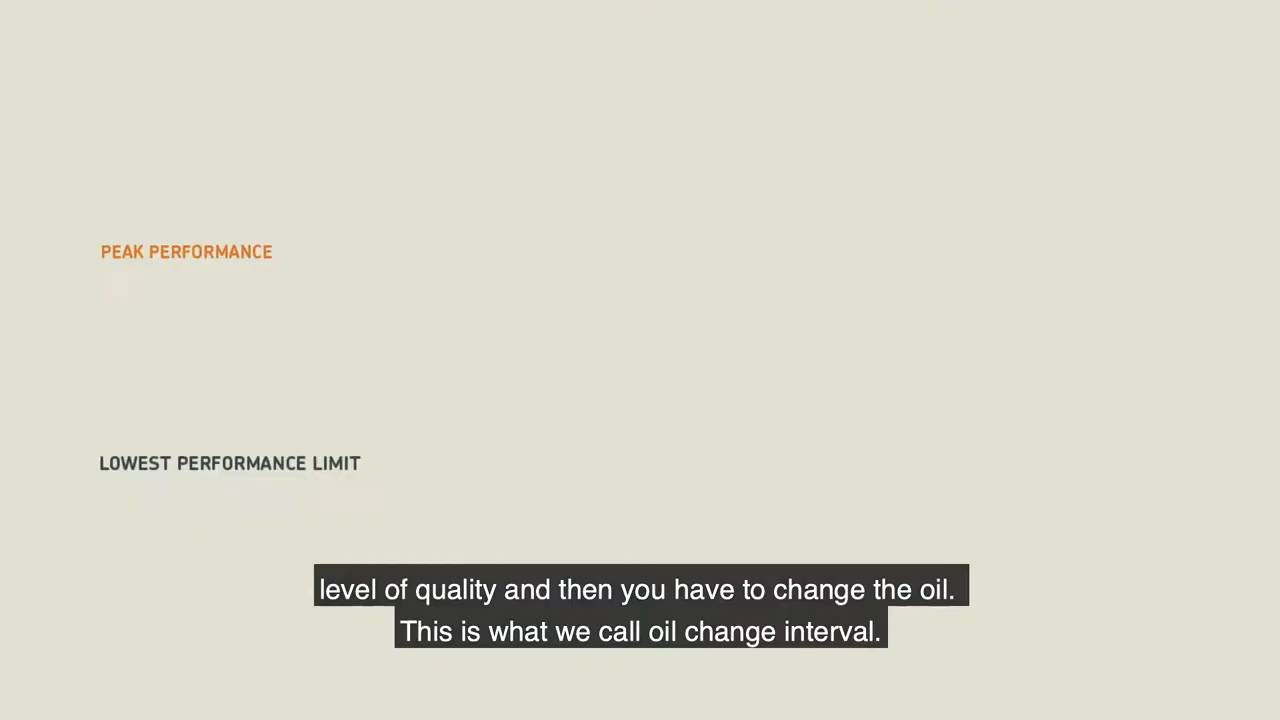 PEAK PERFORMANCE
LOWEST PERFORMANCE LIMIT
level of quality and then you have to change the oil.
This is what we call oil change interval.